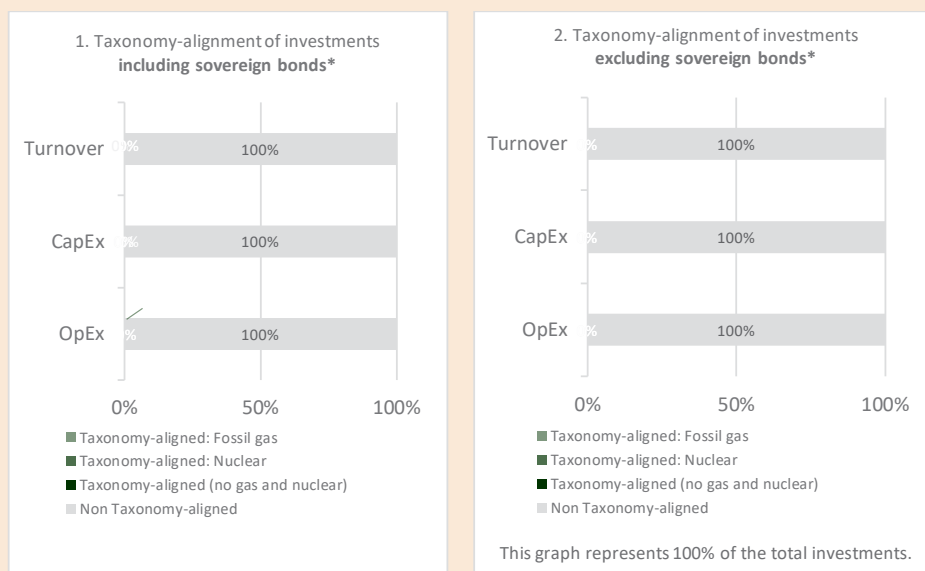 1. Taxonomy-alignment of investments
including sovereign bonds*
Turnover
100%
CapEx
100%
OpEx
%
100%
0%
50%
100%
Taxonomy-aligned: Fossil gas
Taxonomy-aligned: Nuclear
Taxonomy-aligned (no gas and nuclear)
Non Taxonomy-aligned
2. Taxonomy-alignment of investments
excluding sovereign bonds*
Turnover
%
100%
CapEx
%
100%
OpEx
%
100%
0%
50%
100%
Taxonomy-aligned: Fossil gas
Taxonomy-aligned: Nuclear
Taxonomy-aligned (no gas and nuclear)
Non Taxonomy-aligned
This graph represents 100% of the total investments.